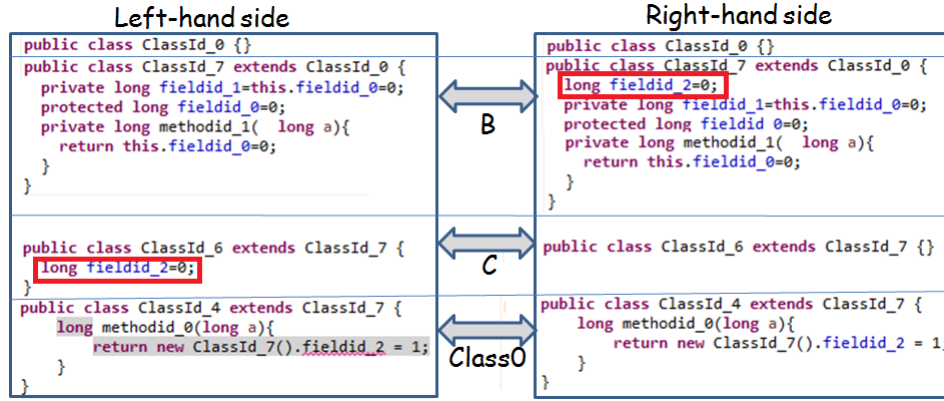 Left-hand side
public class ClassId_0 {}
public class ClassId_7 extends ClassId_0 {
private long fieldid_1=this.fieldid_0=0;
protected long fieldid_0=0;
private long methodid_1( long a){
return this.fieldid_0=0;
}
}
public class ClassId_6 extends ClassId_7 {
long fieldid_2=0;
}
public class ClassId_4 extends ClassId_7 {
long methodid_0(long a){
return new ClassId_7().fieldid_2 = 1;
}
}
B
C
Class0
Right-hand side
public class ClassId_0 {}
public class ClassId_7 extends ClassId_0 {
long fieldid_2=0;
private long fieldid_1=this.fieldid_0=0;
protected long fieldid 0=0;
private long methodid_1( long a){
return this.fieldid_0=0;
}
}
public class ClassId_6 extends ClassId_7 {}
public class ClassId_4 extends ClassId_7 {
long methodid_0(long a){
return new ClassId_7().fieldid_2 = 1
}
}